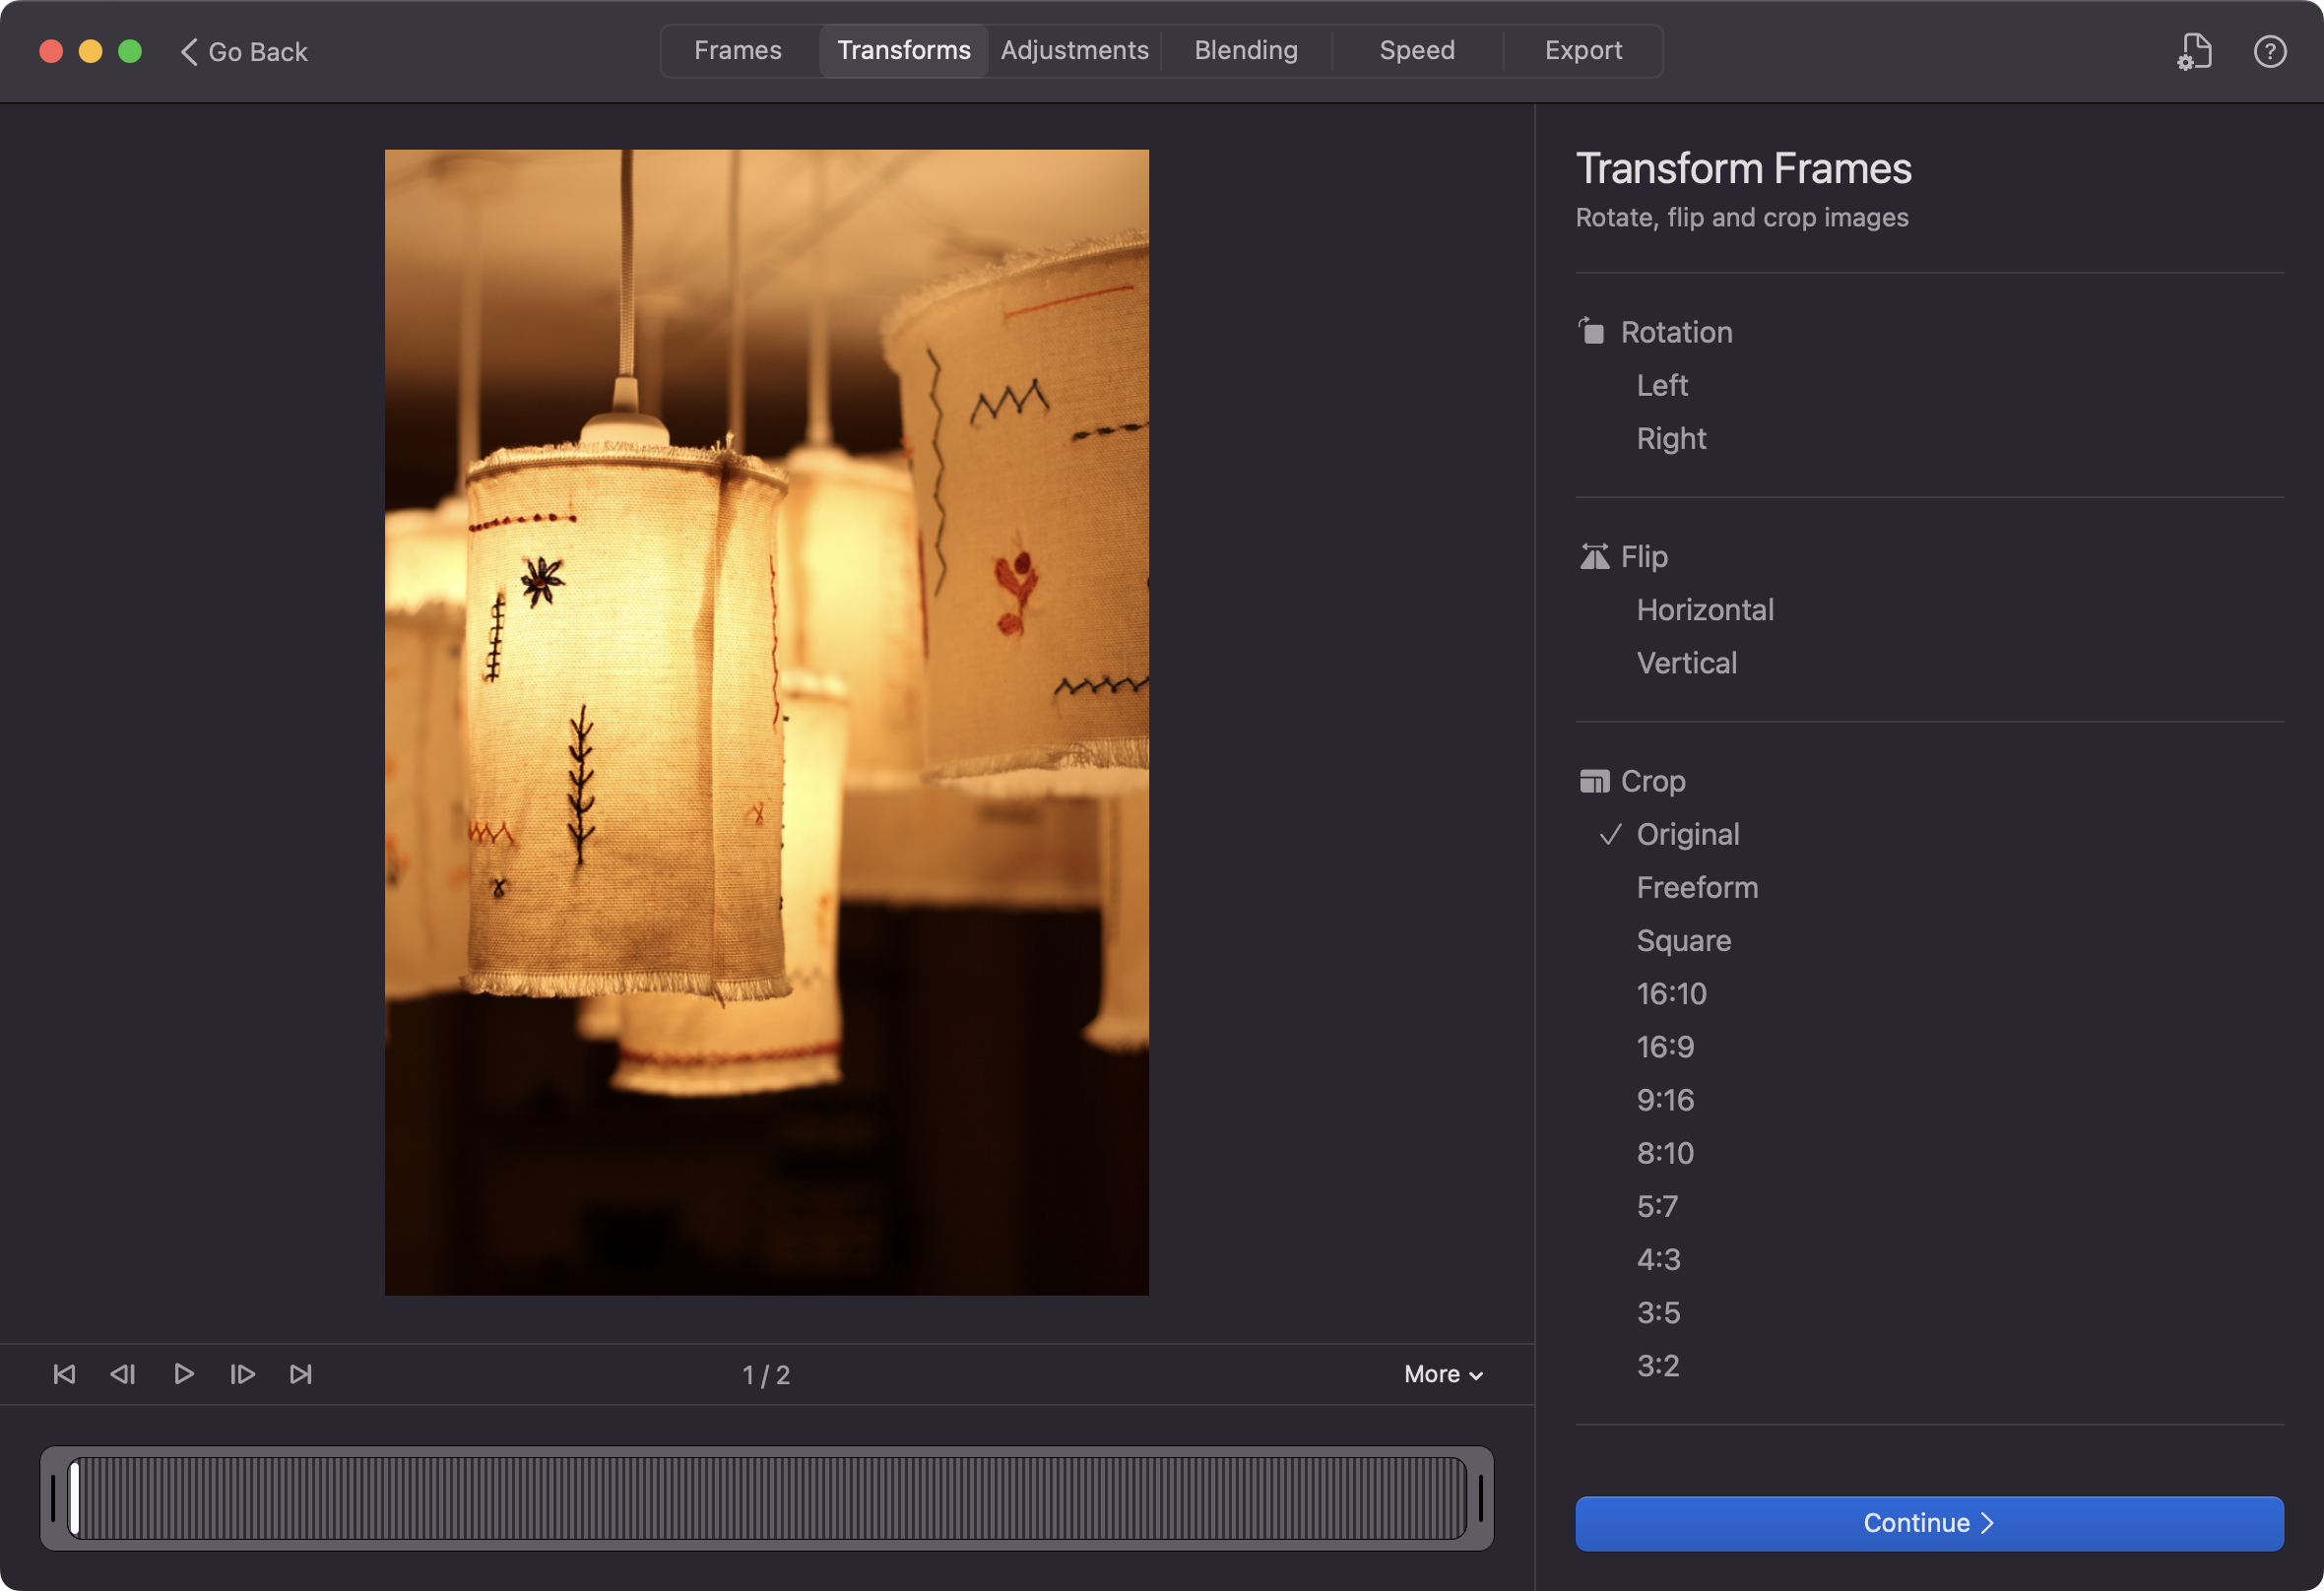 Go Back
Frames
Transforms
Adjustments
Blending
Speed
Export
Transform Frames
Rotate, flip and crop images
Rotation
Left
Right
Flip
Horizontal
Vertical
Crop
Original
Freeform
Square
16:10
16:9
9:16
8:10
5:7
4:3
3:5
3:2
1 / 2
More
Continue